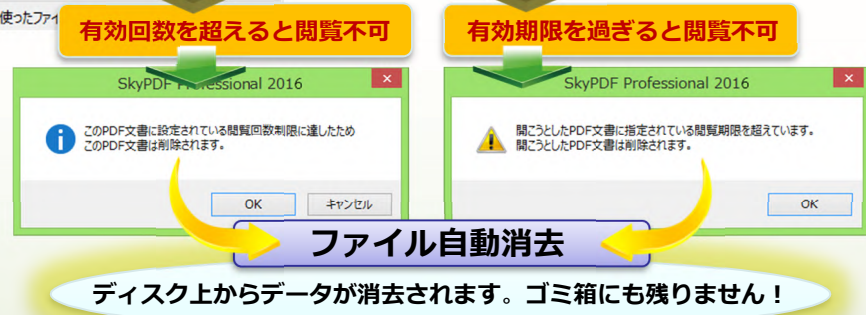 使ったファイ
有効回数を超えると閲覧不可
有効期限を過ぎると閲覧不可
SkyPDF Professional 2016
このPDF文書に設定されている閲覧回数制限に達したため
このPDF文書は削除されます。
OK
キャンセル
SkyPDF Professional 2016
開こうとしたPDF文書に指定されている閲覧期限を超えています。
開こうとしたPDF文書は削除されます。
OK
ファイル自動消去
ディスク上からデータが消去されます。ゴミ箱にも残りません！